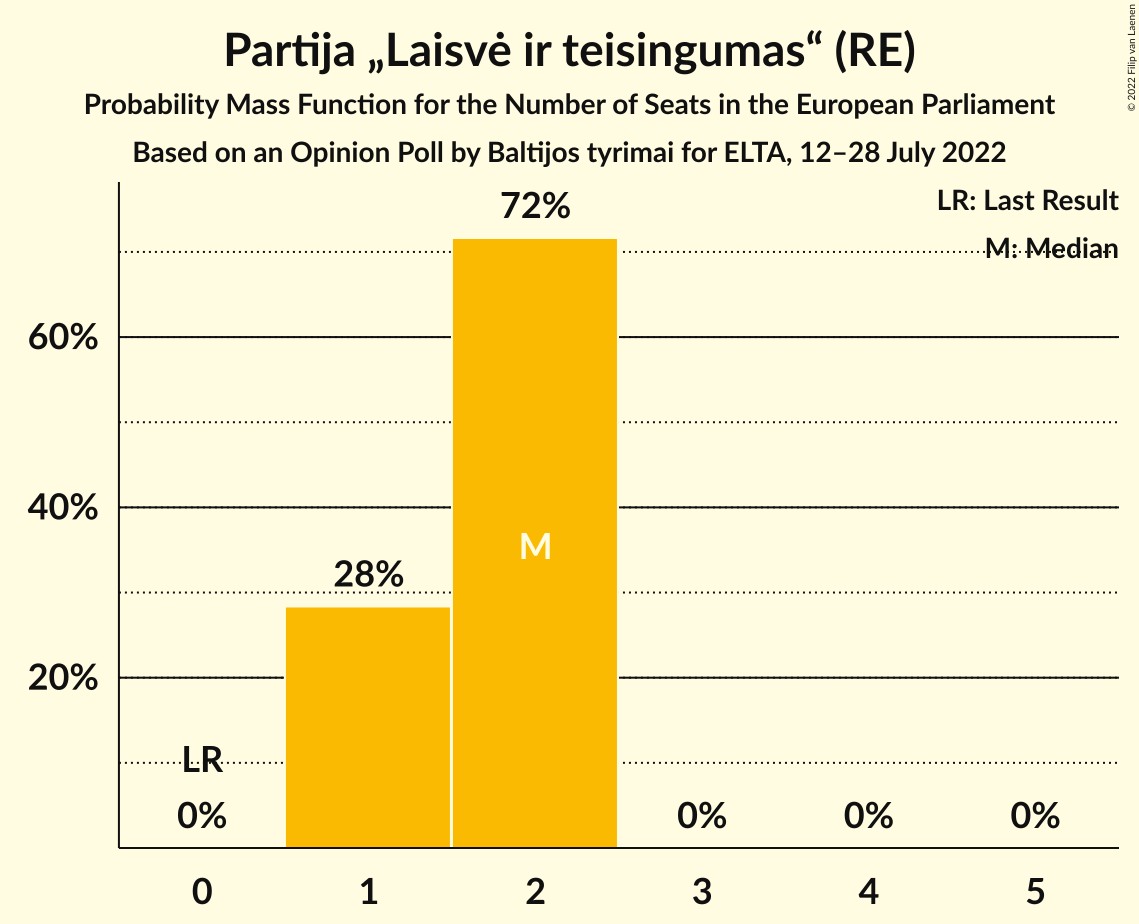 Partija „Laisvė ir teisingumas“ (RE)
Probability Mass Function for the Number of Seats in the European Parliament
Based on an Opinion Poll by Baltijos tyrimai for ELTA, 12–28 July 2022
© 2022 Filip van Laenen
LR: Last Result
M: Median
72%
60%
40%
M
28%
20%
LR
0%
0%
0%
0%
0 1 2 3 4 5